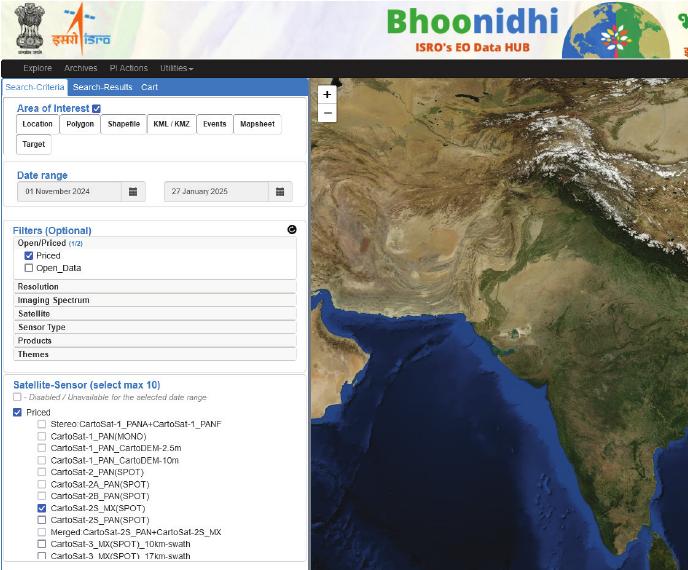 इसरो isro
Bhoonidhi
ISRO's EO Data HUB
Explore Archives PI Actions Utilities
Search-Criteria Search-Results Cart
Area of Interest
Location Polygon Shapefile KML / KMZ Events Mapsheet
Target
Date range
01 November 2024 27 January 2025
Filters (Optional)
Open/Priced (1/2)
Priced
Open_Data
Resolution
Imaging Spectrum
Satellite
Sensor Type
Products
Themes
Satellite-Sensor (select max 10)
- Disabled / Unavailable for the selected date range
Priced
Stereo:CartoSat-1_PANA+CartoSat-1_PANF
CartoSat-1_PAN(MONO)
CartoSat-1_PAN_CartoDEM-2.5m
CartoSat-1_PAN_CartoDEM-10m
CartoSat-2_PAN(SPOT)
CartoSat-2A_PAN(SPOT)
CartoSat-2B_PAN(SPOT)
CartoSat-2S_MX(SPOT)
CartoSat-2S_PAN(SPOT)
Merged:CartoSat-2S_PAN+CartoSat-2S_MX
CartoSat-3_MX(SPOT)_10km-swath
CartoSat-3_MX(SPOT)_17km-swath